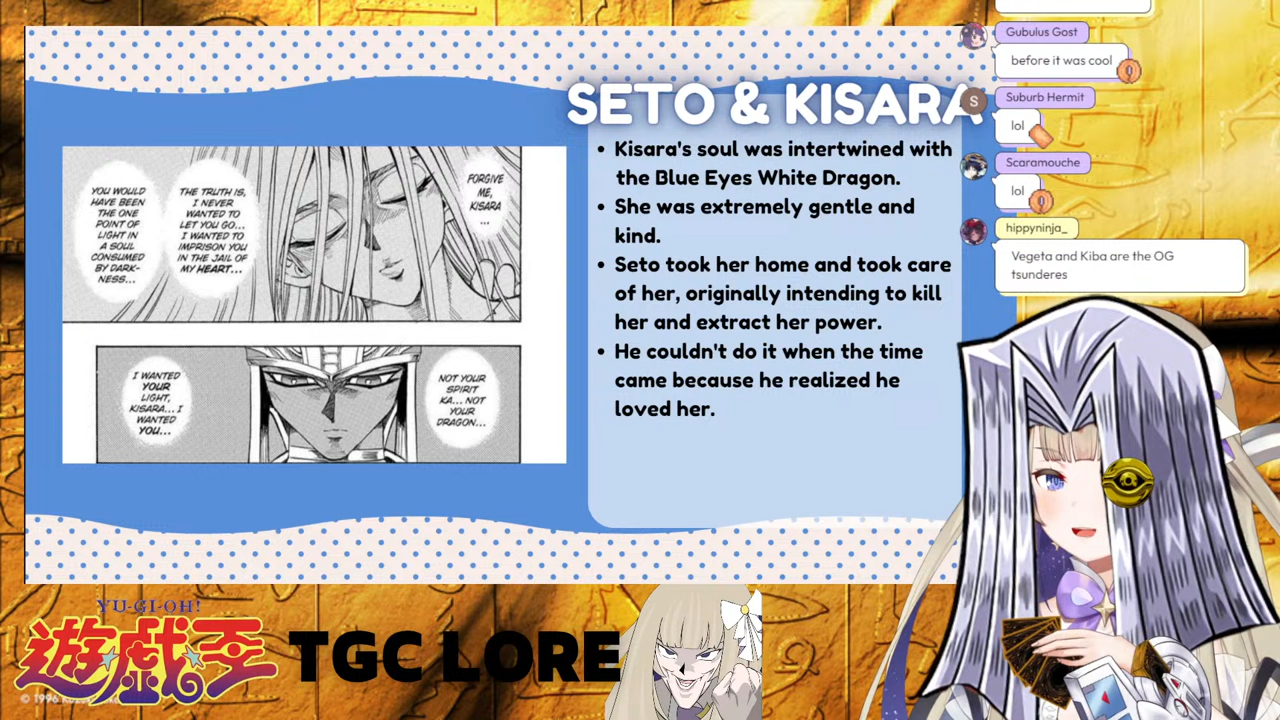 SETO & KISARA
• Kisara's soul was intertwined with
the Blue Eyes White Dragon.
• She was extremely gentle and
kind.
• Seto took her home and took care
of her, originally intending to kill
her and extract her power.
• He couldn't do it when the time
came because he realized he
loved her.
FORGIVE
ME,
KISARA
...
THE TRUTH IS,
I NEVER
WANTED TO
LET YOU GO...
I WANTED TO
IMPRISON YOU
IN THE JAIL OF
MY HEART...
YOU WOULD
HAVE BEEN
THE ONE
POINT OF
LIGHT IN
A SOUL
CONSUMED
BY DARK-
NESS...
NOT YOUR
SPIRIT
KA... NOT
YOUR
DRAGON...
I WANTED
YOUR
LIGHT,
KISARA... I
WANTED
YOU...
Gubulus Gost
before it was cool
S
Suburb Hermit
lol
Scaramouche
lol
hippyninja_
Vegeta and Kiba are the OG
tsunderes
YU-GI-OH!
遊戯王
TGC LORE
© 1996